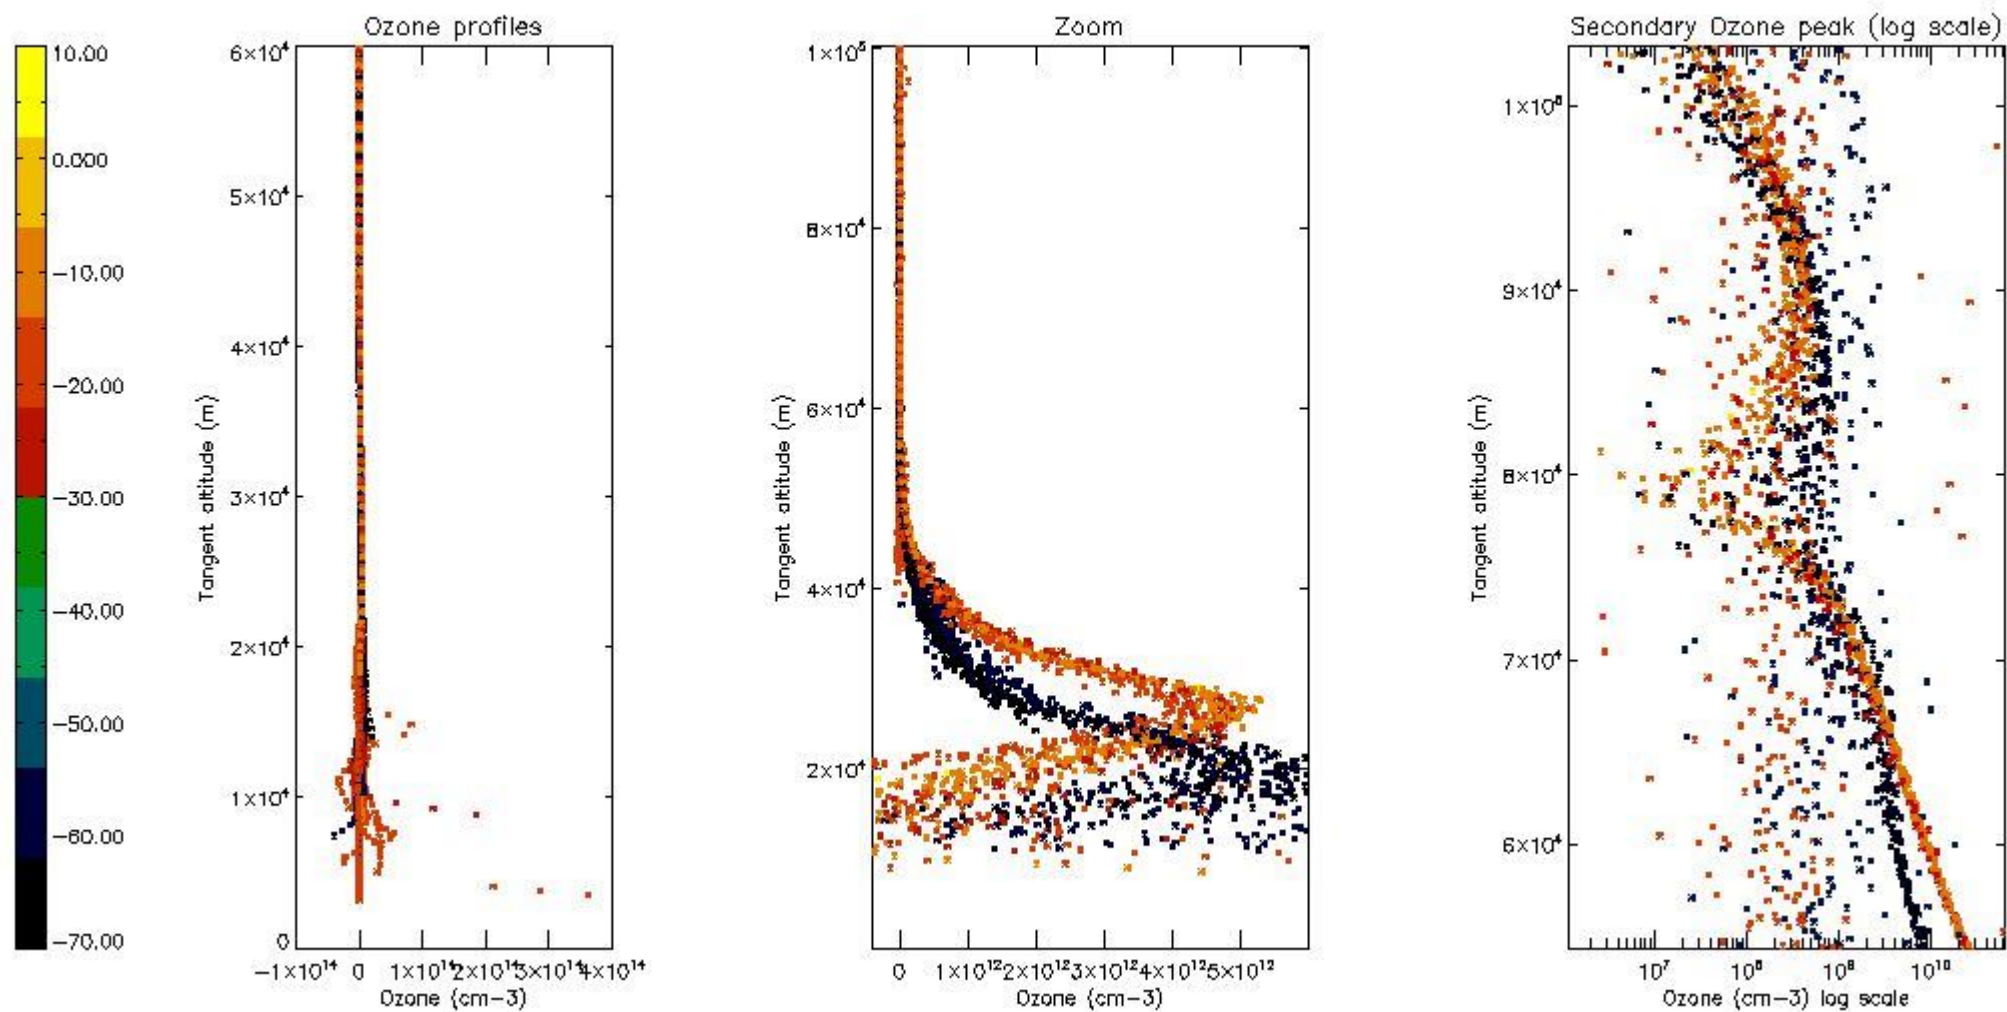 Ozone profiles
Zoom
Secondary Ozone peak (log scale)
10.00
0.000
-10.00
-20.00
-30.00
-40.00
-50.00
-60.00
-70.00
6×10⁴
5×10⁴
4×10⁴
3×10⁴
2×10⁴
1×10⁴
0
Tangent altitude (m)
-1×10¹⁴ 0 1×10¹⁴ 2×10¹⁴ 3×10¹⁴ 4×10¹⁴
Ozone (cm-3)
1×10⁵
8×10⁴
6×10⁴
4×10⁴
2×10⁴
Tangent altitude (m)
0 1×10¹² 2×10¹² 3×10¹² 4×10¹² 5×10¹²
Ozone (cm-3)
1×10⁵
9×10⁴
8×10⁴
7×10⁴
6×10⁴
Tangent altitude (m)
10⁷ 10⁸ 10⁹ 10¹⁰
Ozone (cm-3) log scale